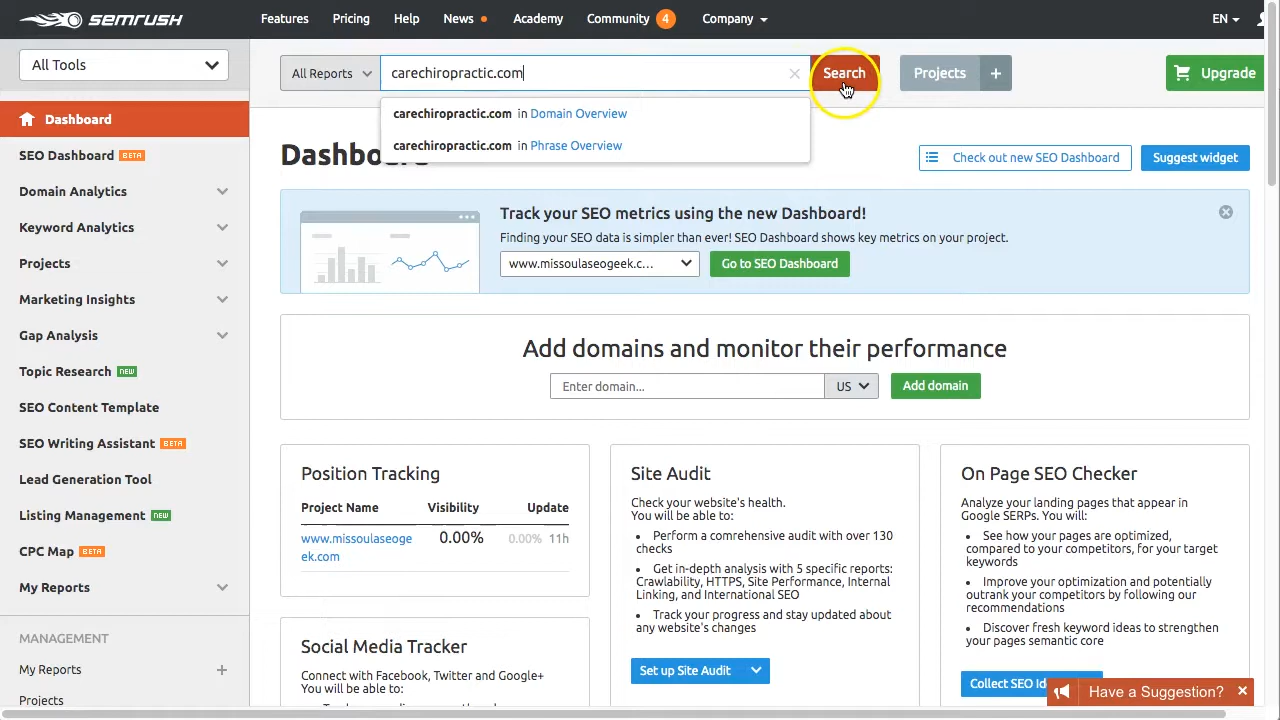 SEMRUSH
Features Pricing Help News Academy Community 4 Company EN
All Tools
All Reports carechiropractic.com Search Projects + Upgrade
carechiropractic.com in Domain Overview
carechiropractic.com in Phrase Overview
Dashboard
SEO Dashboard BETA
Domain Analytics
Keyword Analytics
Projects
Marketing Insights
Gap Analysis
Topic Research NEW
SEO Content Template
SEO Writing Assistant BETA
Lead Generation Tool
Listing Management NEW
CPC Map BETA
My Reports
MANAGEMENT
My Reports +
Projects
Check out new SEO Dashboard Suggest widget
Track your SEO metrics using the new Dashboard!
Finding your SEO data is simpler than ever! SEO Dashboard shows key metrics on your project.
www.missoulaseogeek.c... Go to SEO Dashboard
Add domains and monitor their performance
Enter domain... US Add domain
Position Tracking
Project Name Visibility Update
www.missoulaseoge 0.00% 0.00% 11h
ek.com
Social Media Tracker
Connect with Facebook, Twitter and Google+
You will be able to:
Site Audit
Check your website's health.
You will be able to:
• Perform a comrehensive audit with over 130
checks
• Get in-depth analysis with 5 specific reports:
Crawlability, HTTPS, Site Performance, Internal
Linking, and International SEO
• Track your progress and stay updated about
any website's changes
Set up Site Audit
On Page SEO Checker
Analyze your landing pages that appear in
Google SERPs. You will:
• See how your pages are optimized,
compared to your competitors, for your target
keywords
• Improve your optimization and potentially
outrank your competitors by following our
recommendations
• Discover fresh keyword ideas to strengthen
your pages semantic core
Collect SEO
Have a Suggestion? ×